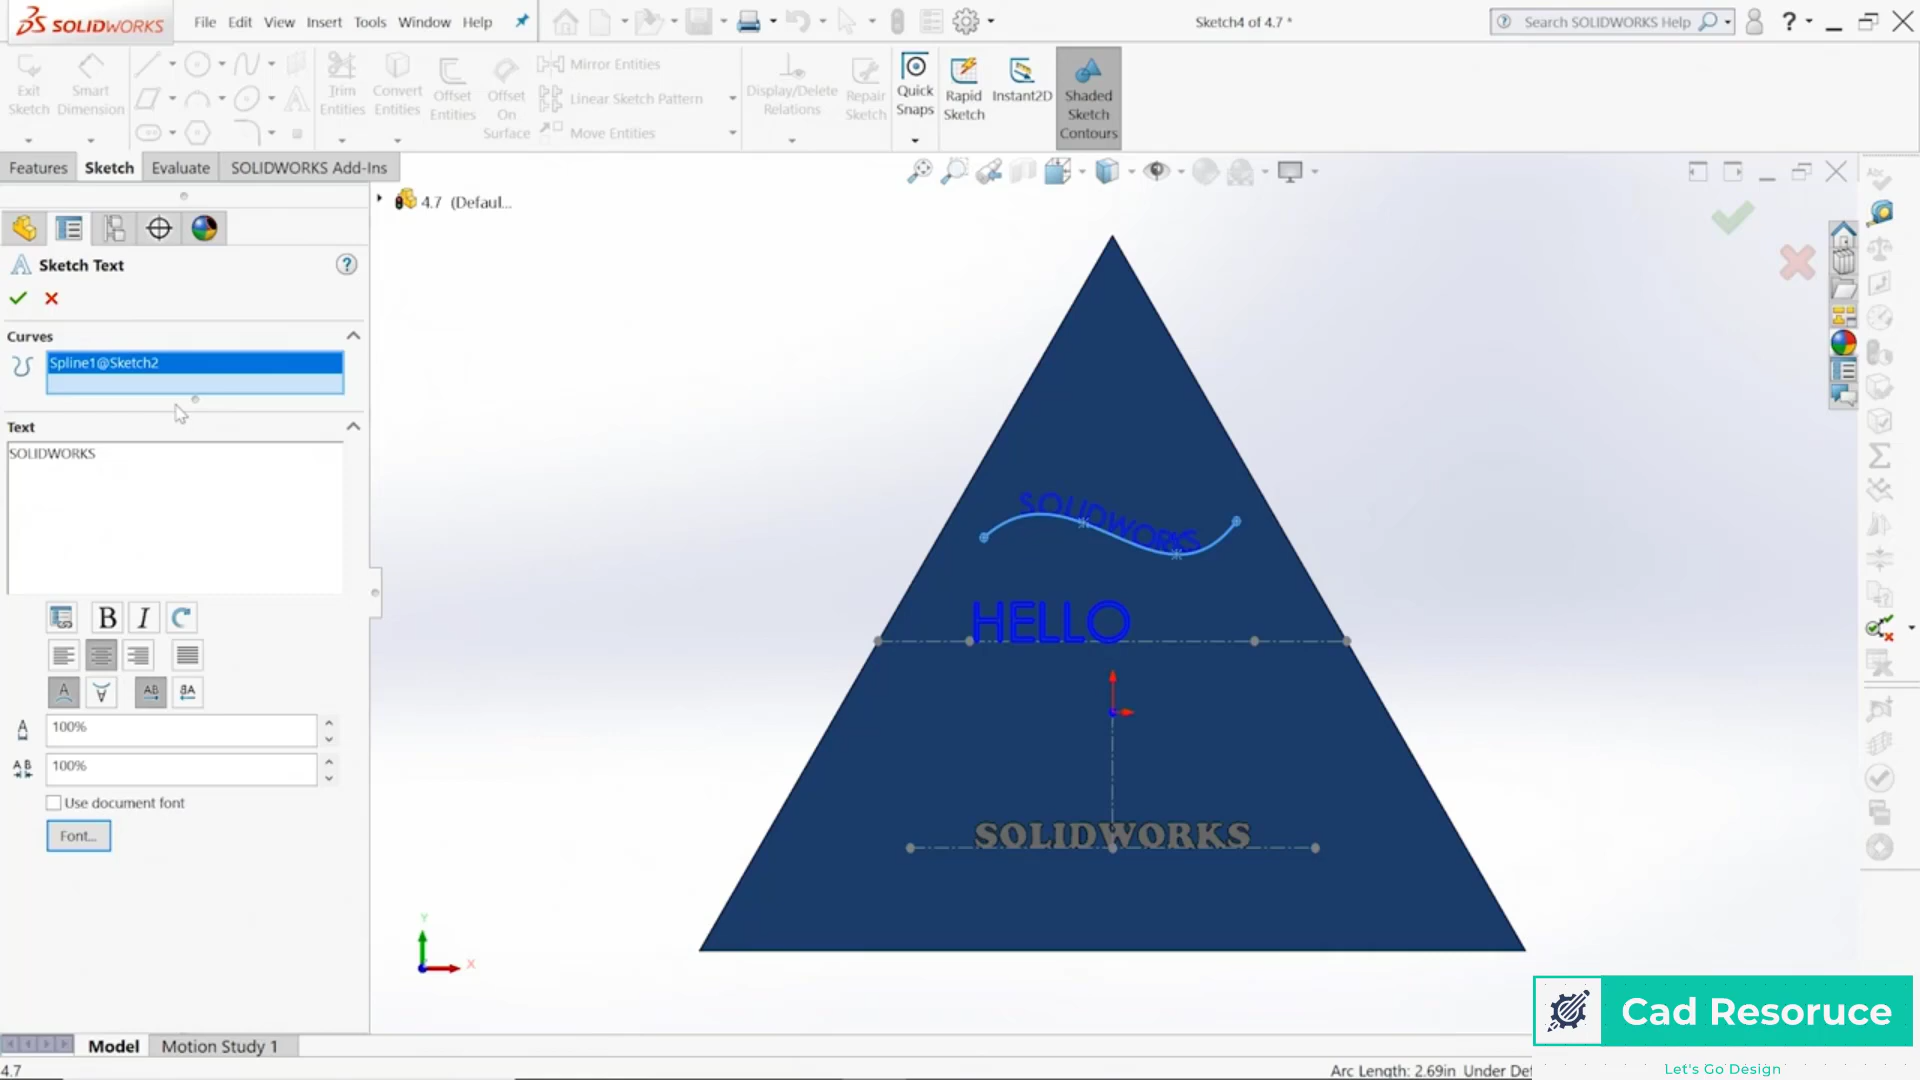 SOLIDWORKS File Edit View Insert Tools Window Help Sketch4 of 4.7 * Search SOLIDWORKS Help
Exit Sketch
Smart Dimension
Trim Entities
Convert Entities
Offset Entities
Offset On Surface
Mirror Entities
Linear Sketch Pattern
Move Entities
Display/Delete Relations
Repair Sketch
Quick Snaps
Rapid Sketch
Instant2D
Shaded Sketch Contours
Features Sketch Evaluate SOLIDWORKS Add-Ins
4.7 (Defaul...
Sketch Text
Curves
Spline1@Sketch2
Text
SOLIDWORKS
B I
100%
100%
Use document font
Font...
SOLIDWORKS
HELLO
SOLIDWORKS
Y
X
Cad Resoruce
Let's Go Design
Model Motion Study 1
4.7 Arc Length: 2.69in Under Def